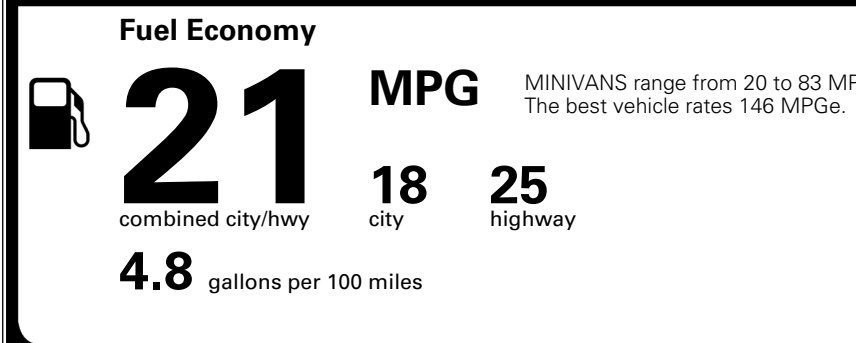 Fuel Economy
21 MPG
MINIVANS range from 20 to 83
The best vehicle rates 146 MPGe.
18 25
combined city/hwy city highway
4.8 gallons per 100 miles